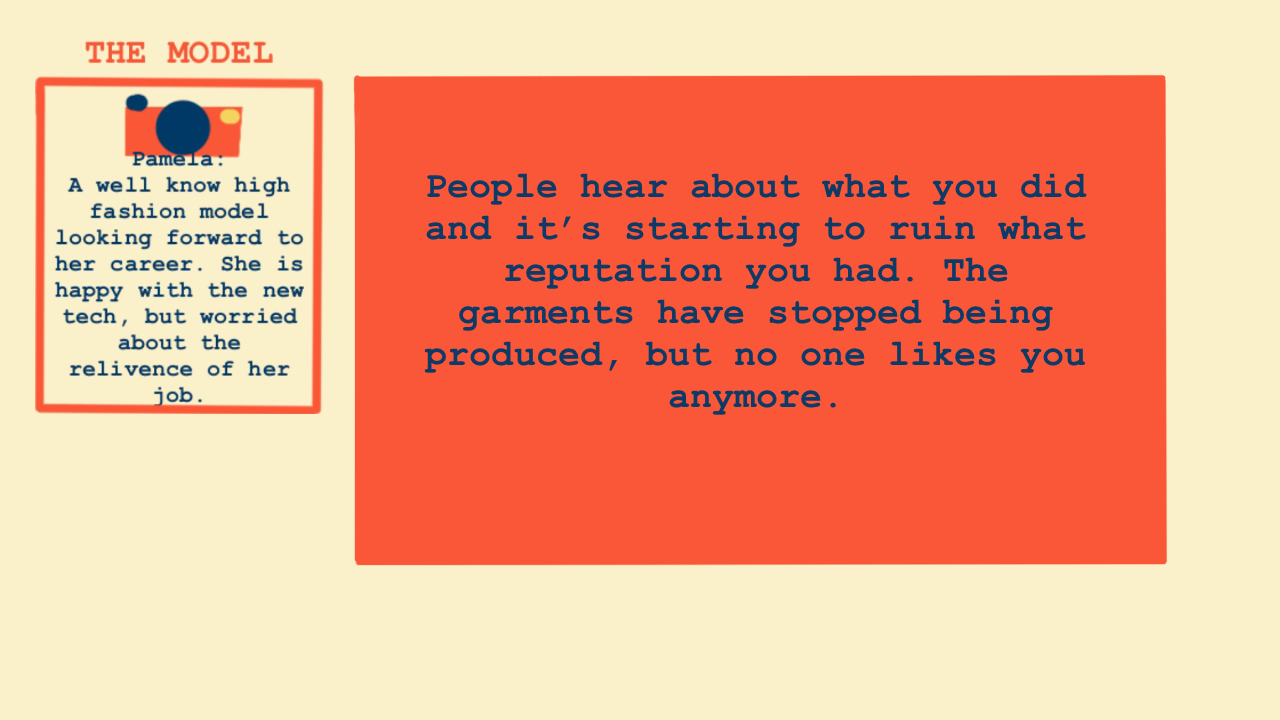 THE MODEL
Pamela:
A well know high
fashion model
looking forward to
her career. She is
happy with the new
tech, but worried
about the
relivence of her
job.
People hear about what you did
and it’s starting to ruin what
reputation you had. The
garments have stopped being
produced, but no one likes you
anymore.